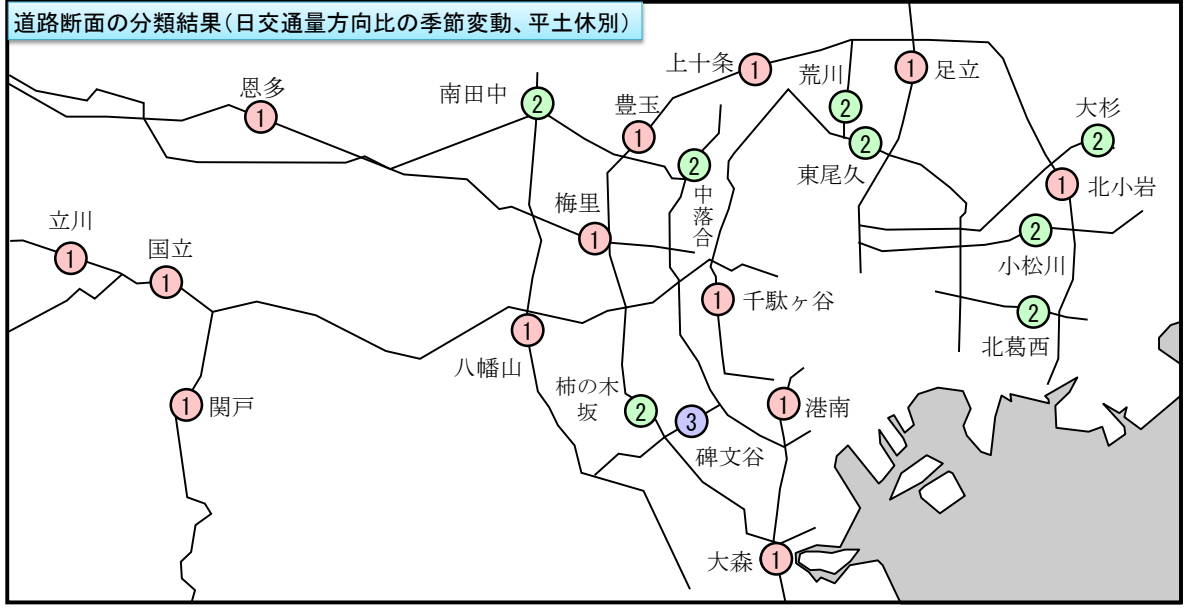 道路断面の分類結果(日交通量方向比の季節変動、平土休別)
上十条
1
荒川
2
1
足立
恩多
1
南田中
2
豊玉
1
大杉
2
東尾久
2
中落合
2
1
北小岩
梅里
1
立川
1
国立
1
2
小松川
1
千駄ヶ谷
2
北葛西
1
八幡山
1
関戸
柿の木
坂
2
3
碑文谷
1
港南
大森
1